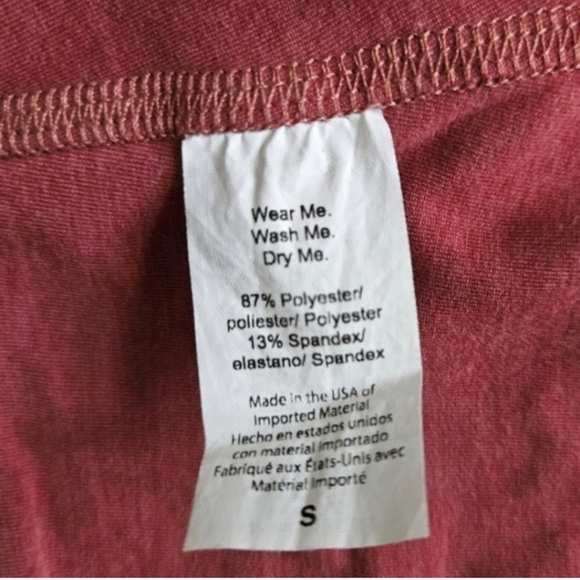 Wear Me.
Wash Me.
Dry Me.
87% Polyester/
poliester/ Polyester
13% Spandex/
elastano/ Spandex
Made in the USA of
Imported Material
Hecho en estados unidos
con material importado
Fabriqué aux États-Unis avec
Matérial Importé
S